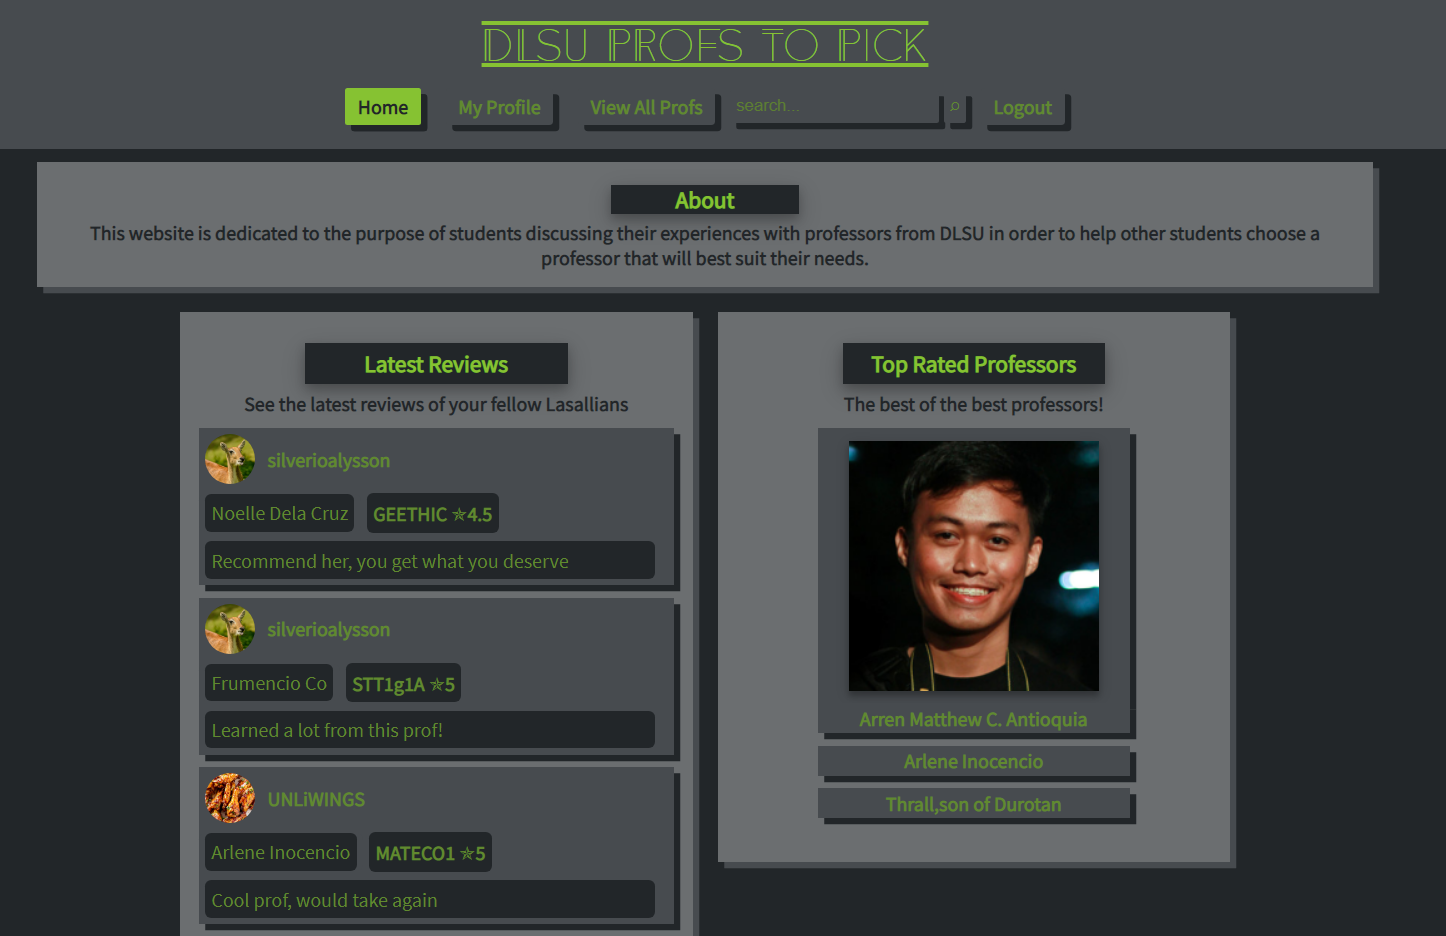 DLSU PROFS TO PICK
Home My Profile View All Profs search... Logout
About
This website is dedicated to the purpose of students discussing their experiences with professors from DLSU in order to help other students choose a
professor that will best suit their needs.
Latest Reviews
See the latest reviews of your fellow Lasallians
silverioalysson
Noelle Dela Cruz GEETHIC ✯4.5
Recommend her, you get what you deserve
silverioalysson
Frumencio Co STT1g1A ✯5
Learned a lot from this prof!
UNLiWINGS
Arlene Inocencio MATECO1 ✯5
Cool prof, would take again
Top Rated Professors
The best of the best professors!
Arren Matthew C. Antioquia
Arlene Inocencio
Thrall,son of Durotan